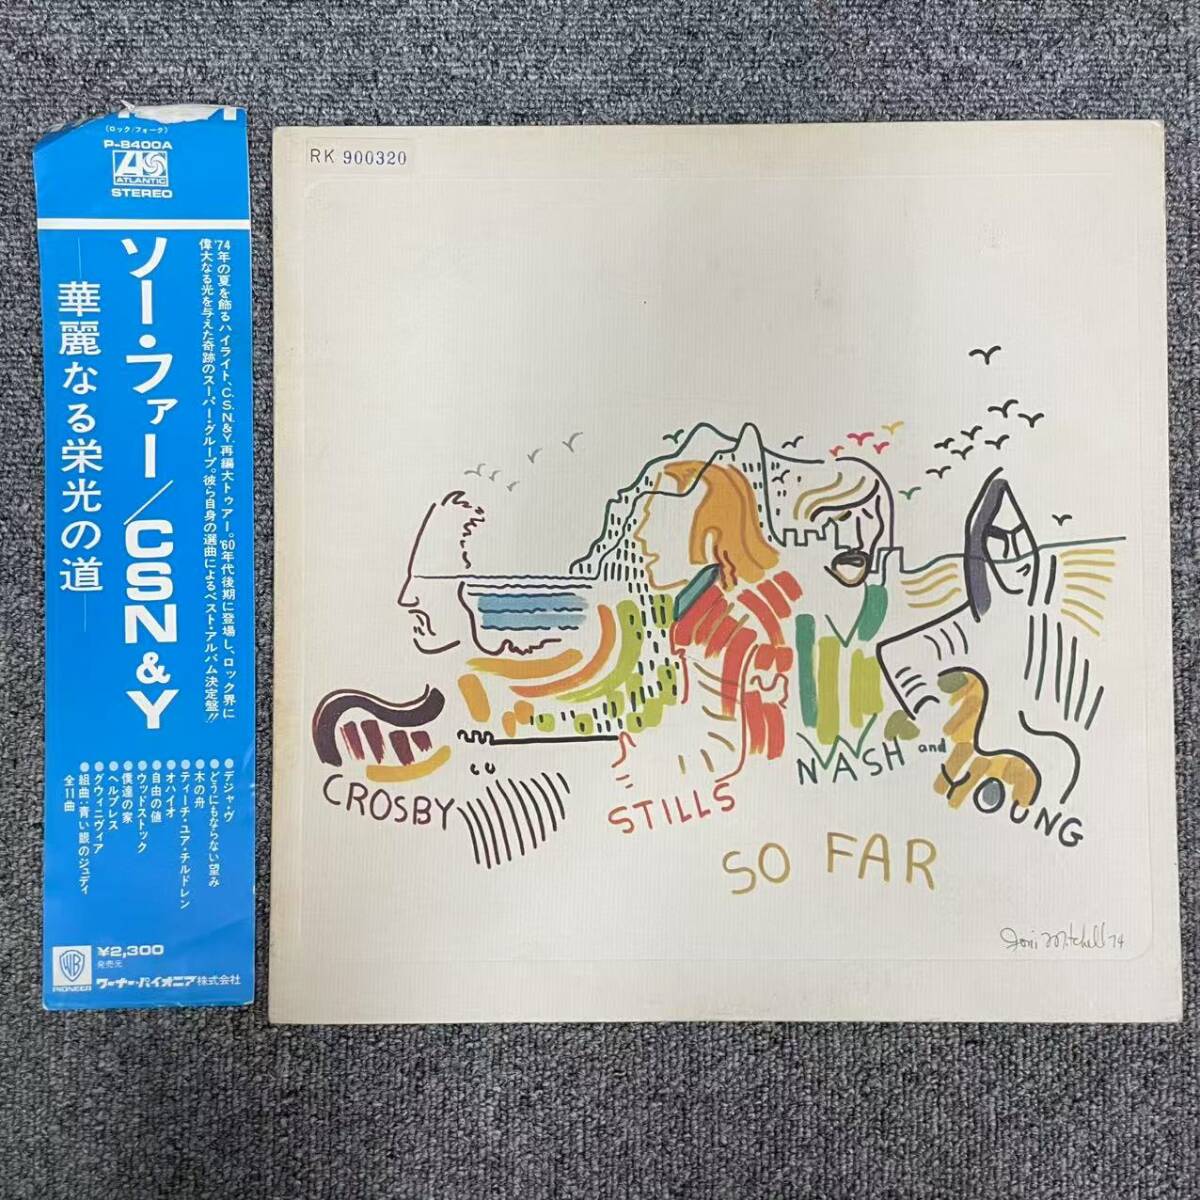 (ロック/フォーク)
P-8400A
ATLANTIC
STEREO
'74年の夏を飾るハイライト、C.S.N.&Y.再編大トゥアー。'60年代後期に登場し、ロック界に
偉大なる光を与えた奇跡のスーパー・グループ。彼ら自身の選曲によるベスト・アルバム決定盤!!
ソー・ファー/CSN&Y
華麗なる栄光の道
●デジャ・ヴ
●どうにもならない望み
●木の舟
●ティーチ・ユア・チルドレン
●オハイオ
●自由の値
●ウッドストック
●僕達の家
●ヘルプレス
●グウィニヴィア
●組曲:青い眼のジュディ
全11曲
¥2,300
発売元
WB
PIONEER
ワーナー・パイオニア株式会社
RK 900320
CROSBY
STILLS
NASH and
YOUNG
SO FAR
Joni Mitchell 74